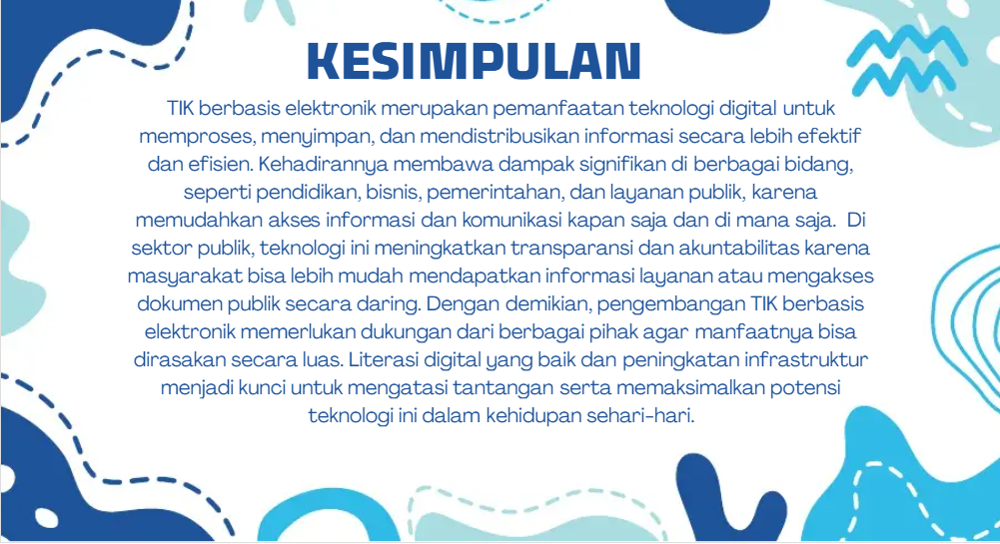 KESIMPULAN
TIK berbasis elektronik merupakan pemanfaatan teknologi digital untuk
memproses, menyimpan, dan mendistribusikan informasi secara lebih efektif
dan efisien. Kehadirannya membawa dampak signifikan di berbagai bidang,
seperti pendidikan, bisnis, pemerintahan, dan layanan publik, karena
memudahkan akses informasi dan komunikasi kapan saja dan di mana saja.  Di
sektor publik, teknologi ini meningkatkan transparansi dan akuntabilitas karena
masyarakat bisa lebih mudah mendapatkan informasi layanan atau mengakses
dokumen publik secara daring. Dengan demikian, pengembangan TIK berbasis
elektronik memerlukan dukungan dari berbagai pihak agar manfaatnya bisa
dirasakan secara luas. Literasi digital yang baik dan peningkatan infrastruktur
menjadi kunci untuk mengatasi tantangan serta memaksimalkan potensi
teknologi ini dalam kehidupan sehari-hari.